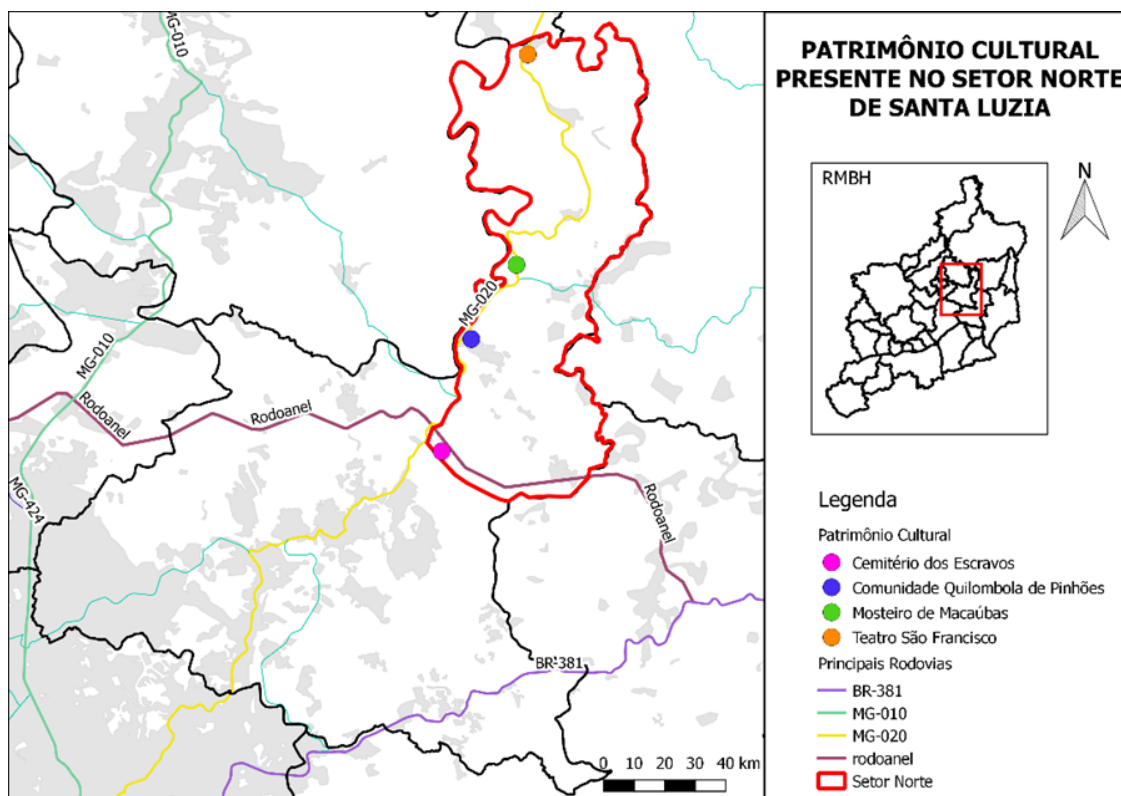 MG-010
MG-020
MG-010
Rodoanel
Rodoanel
MG-424
Rodoanel
BR-381
0 10 20 30 40 km
PATRIMÔNIO CULTURAL
PRESENTE NO SETOR NORTE
DE SANTA LUZIA
RMBH
N
Legenda
Patrimônio Cultural
Cemitério dos Escravos
Comunidade Quilombola de Pinhões
Mosteiro de Macaúbas
Teatro São Francisco
Principais Rodovias
BR-381
MG-010
MG-020
rodoanel
Setor Norte